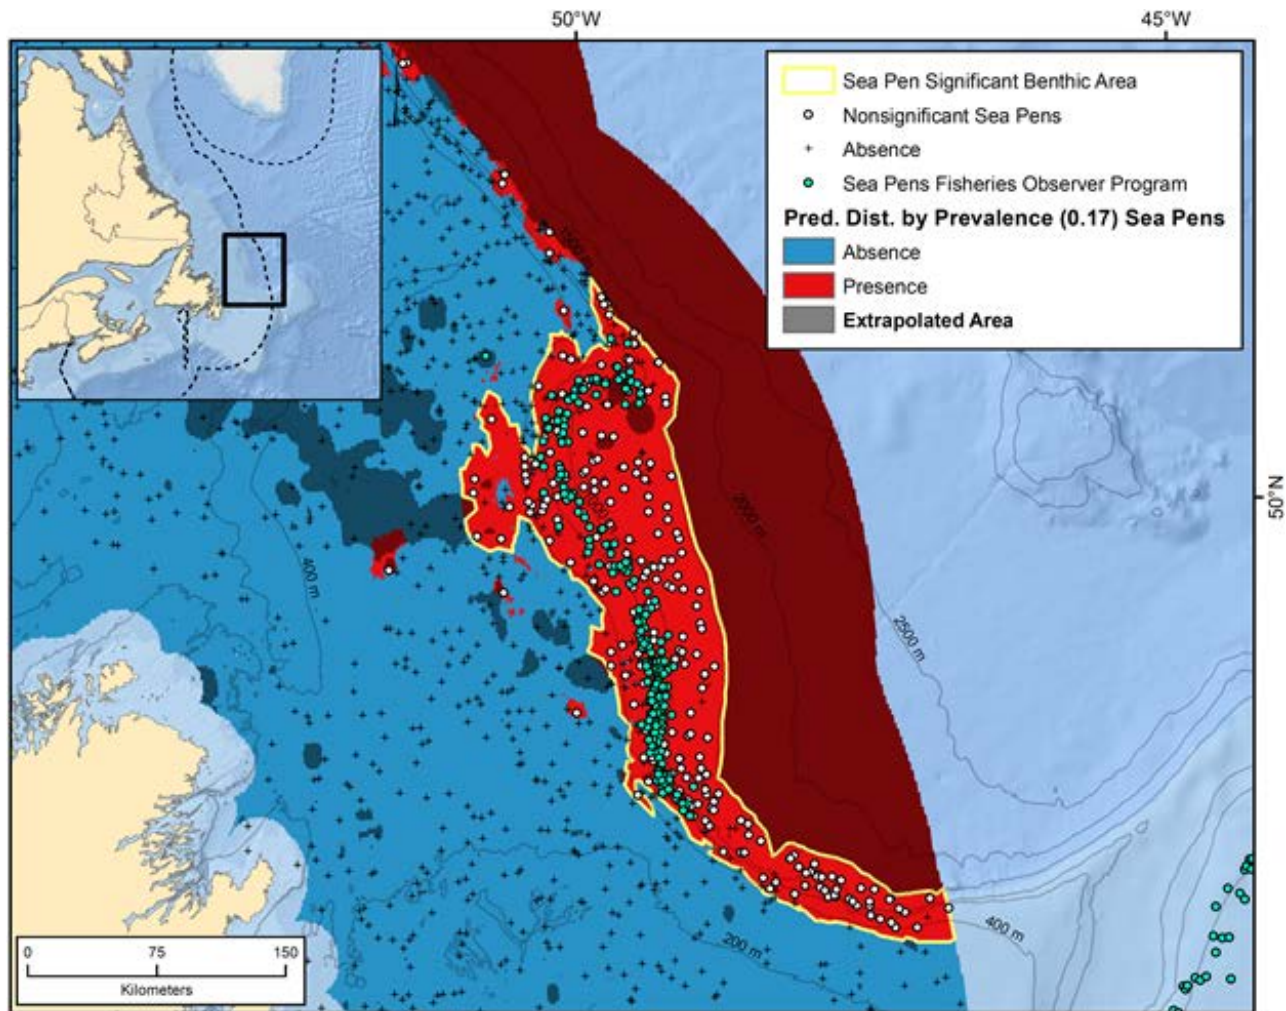 50°W
45°W
Sea Pen Significant Benthic Area
Nonsignificant Sea Pens
Absence
Sea Pens Fisheries Observer Program
Pred. Dist. by Prevalence (0.17) Sea Pens
Absence
Presence
Extrapolated Area
50°N
400 m
2500 m
200 m
400 m
0 75 150
Kilometers